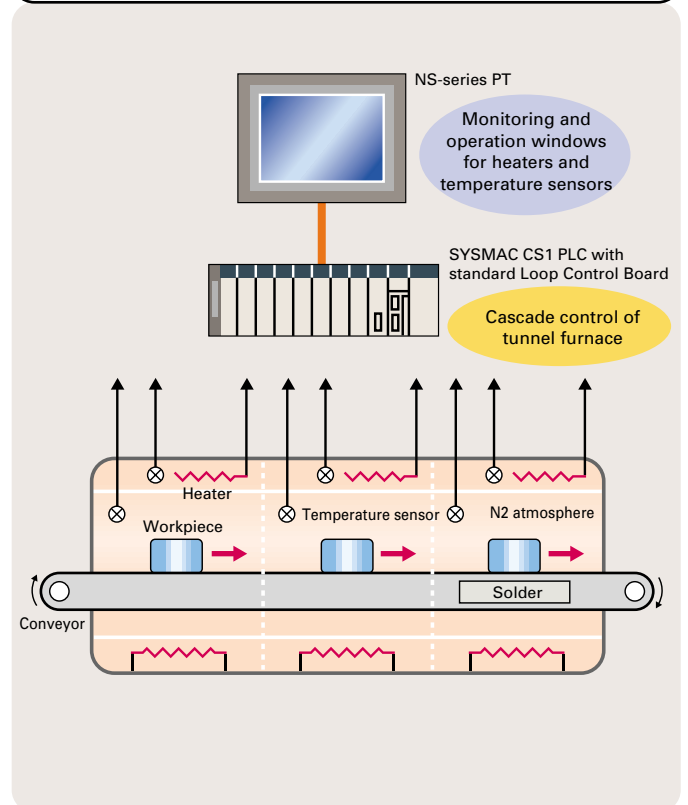 NS-series PT
Monitoring and
operation windows
for heaters and
temperature sensors
SYSMAC CS1 PLC with
standard Loop Control Board
Cascade control of
tunnel furnace
Heater
Workpiece
Temperature sensor
N2 atmosphere
Solder
Conveyor